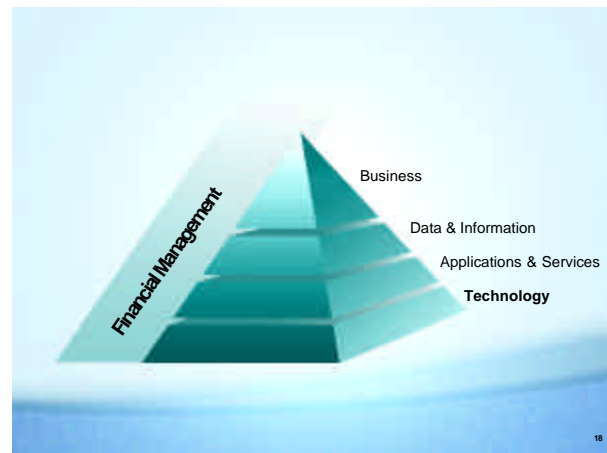 Business
Financial Management
Data & Information
Applications & Services
Technology
18